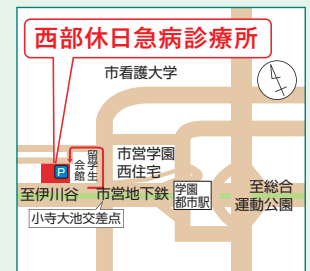 西部休日急病診療所
市看護大学
留学生
会館
P
市営学園
西住宅
至伊川谷
市営地下鉄
学園
都市駅
至総合
運動公園
小寺大池交差点